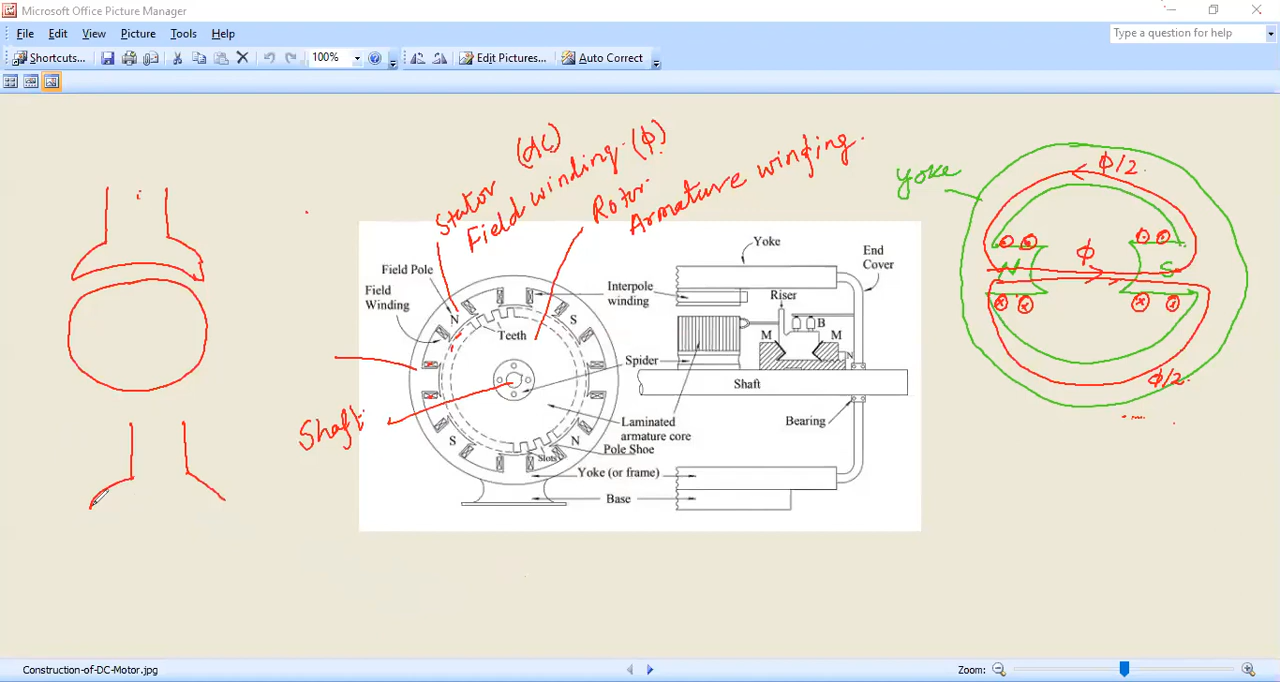 Microsoft Office Picture Manager
File Edit View Picture Tools Help
Type a question for help
Shortcuts...
100%
Edit Pictures...
Auto Correct
Stator (dc)
Field winding. (ϕ)
Rotor
Armature winding.
Shaft
Field Pole
Field
Winding
N
S
Teeth
S
N
Slots
Interpole
winding
Spider
Laminated
armature core
Pole Shoe
Yoke (or frame)
Base
Yoke
End
Cover
Riser
B
M
M
N
Shaft
Bearing
Yoke
ϕ/2.
N
ϕ
S
ϕ/2.
Construction-of-DC-Motor.jpg
Zoom: